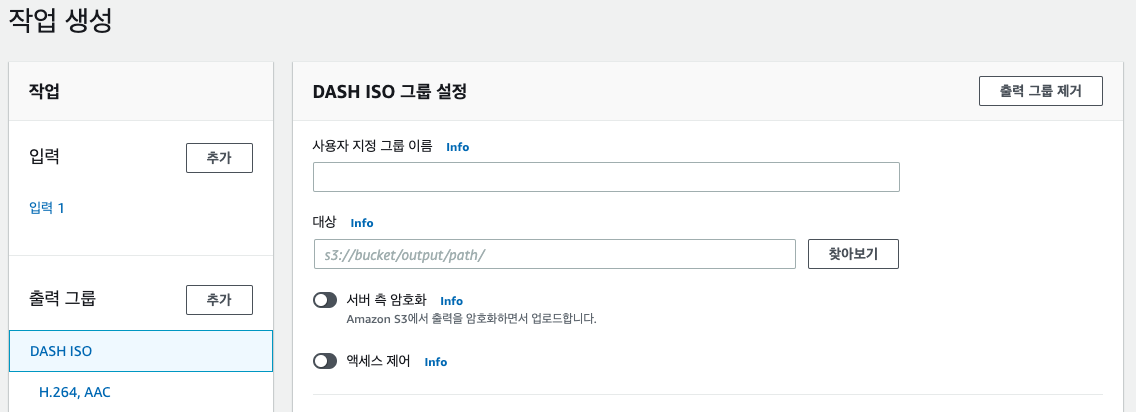 작업 생성
작업
입력
추가
입력 1
출력 그룹
추가
DASH ISO
H.264, AAC
DASH ISO 그룹 설정
출력 그룹 제거
사용자 지정 그룹 이름 Info
대상 Info
s3://bucket/output/path/
찾아보기
서버 측 암호화 Info
Amazon S3에서 출력을 암호화하면서 업로드합니다.
액세스 제어 Info